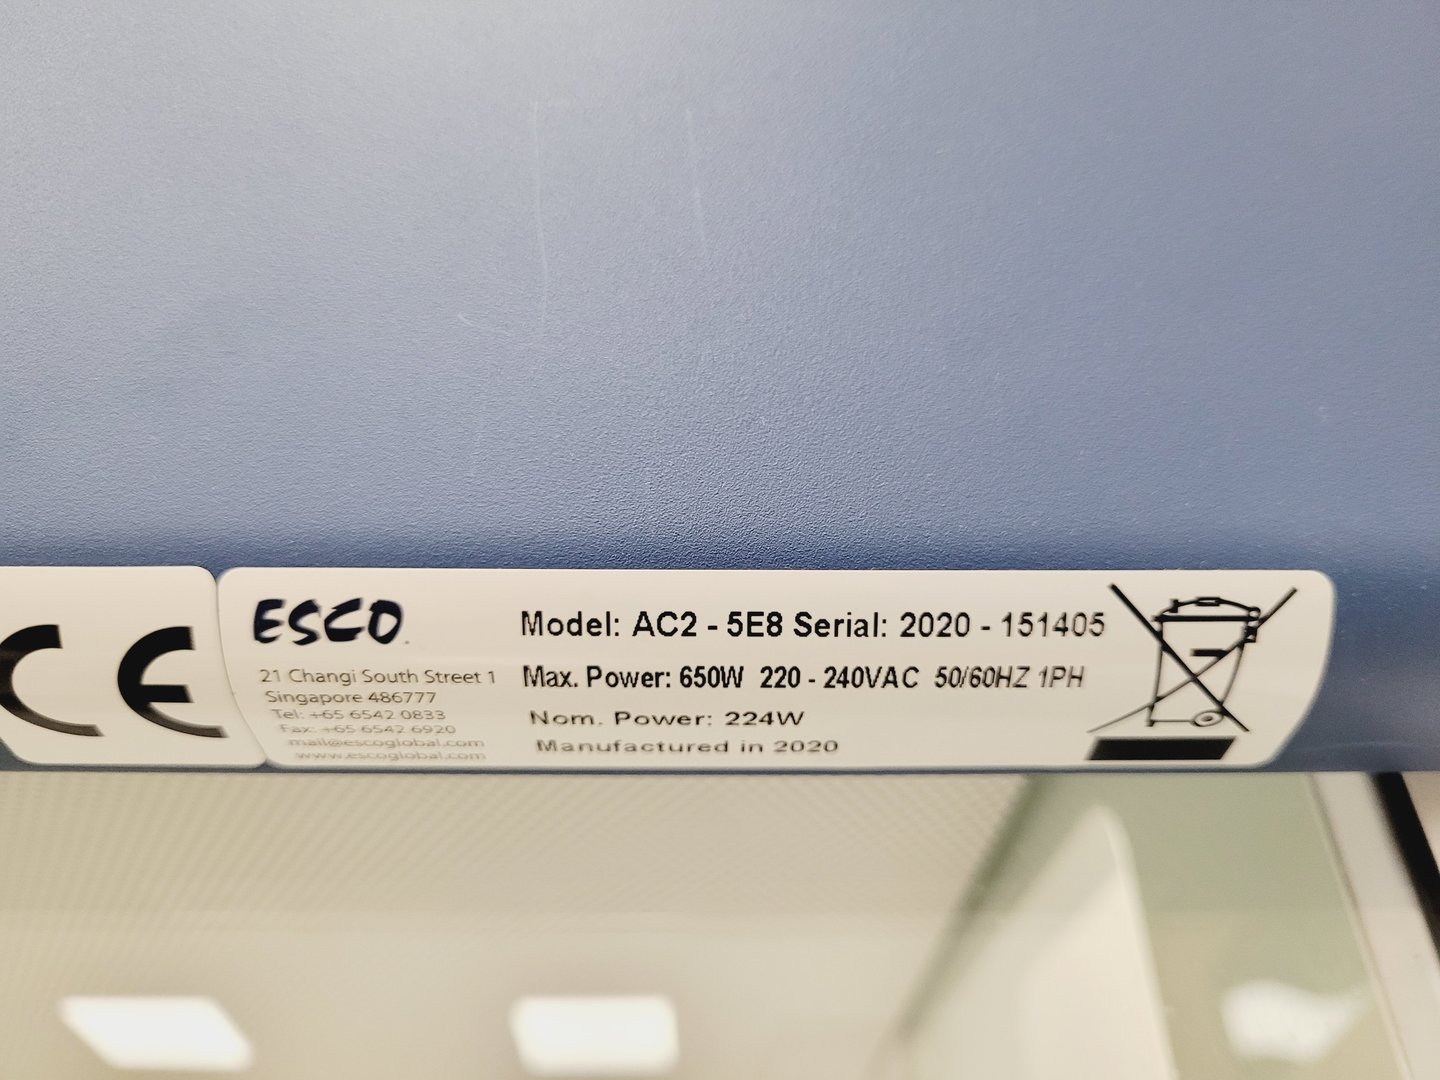 CE
ESCO
21 Changi South Street 1
Singapore 486777
Tel: +65 6542 0833
Fax: +65 6542 6920
mail@escoglobal.com
www.escoglobal.com
Model: AC2 - 5E8 Serial: 2020 - 151405
Max. Power: 650W 220 - 240VAC 50/60HZ 1PH
Nom. Power: 224W
Manufactured in 2020